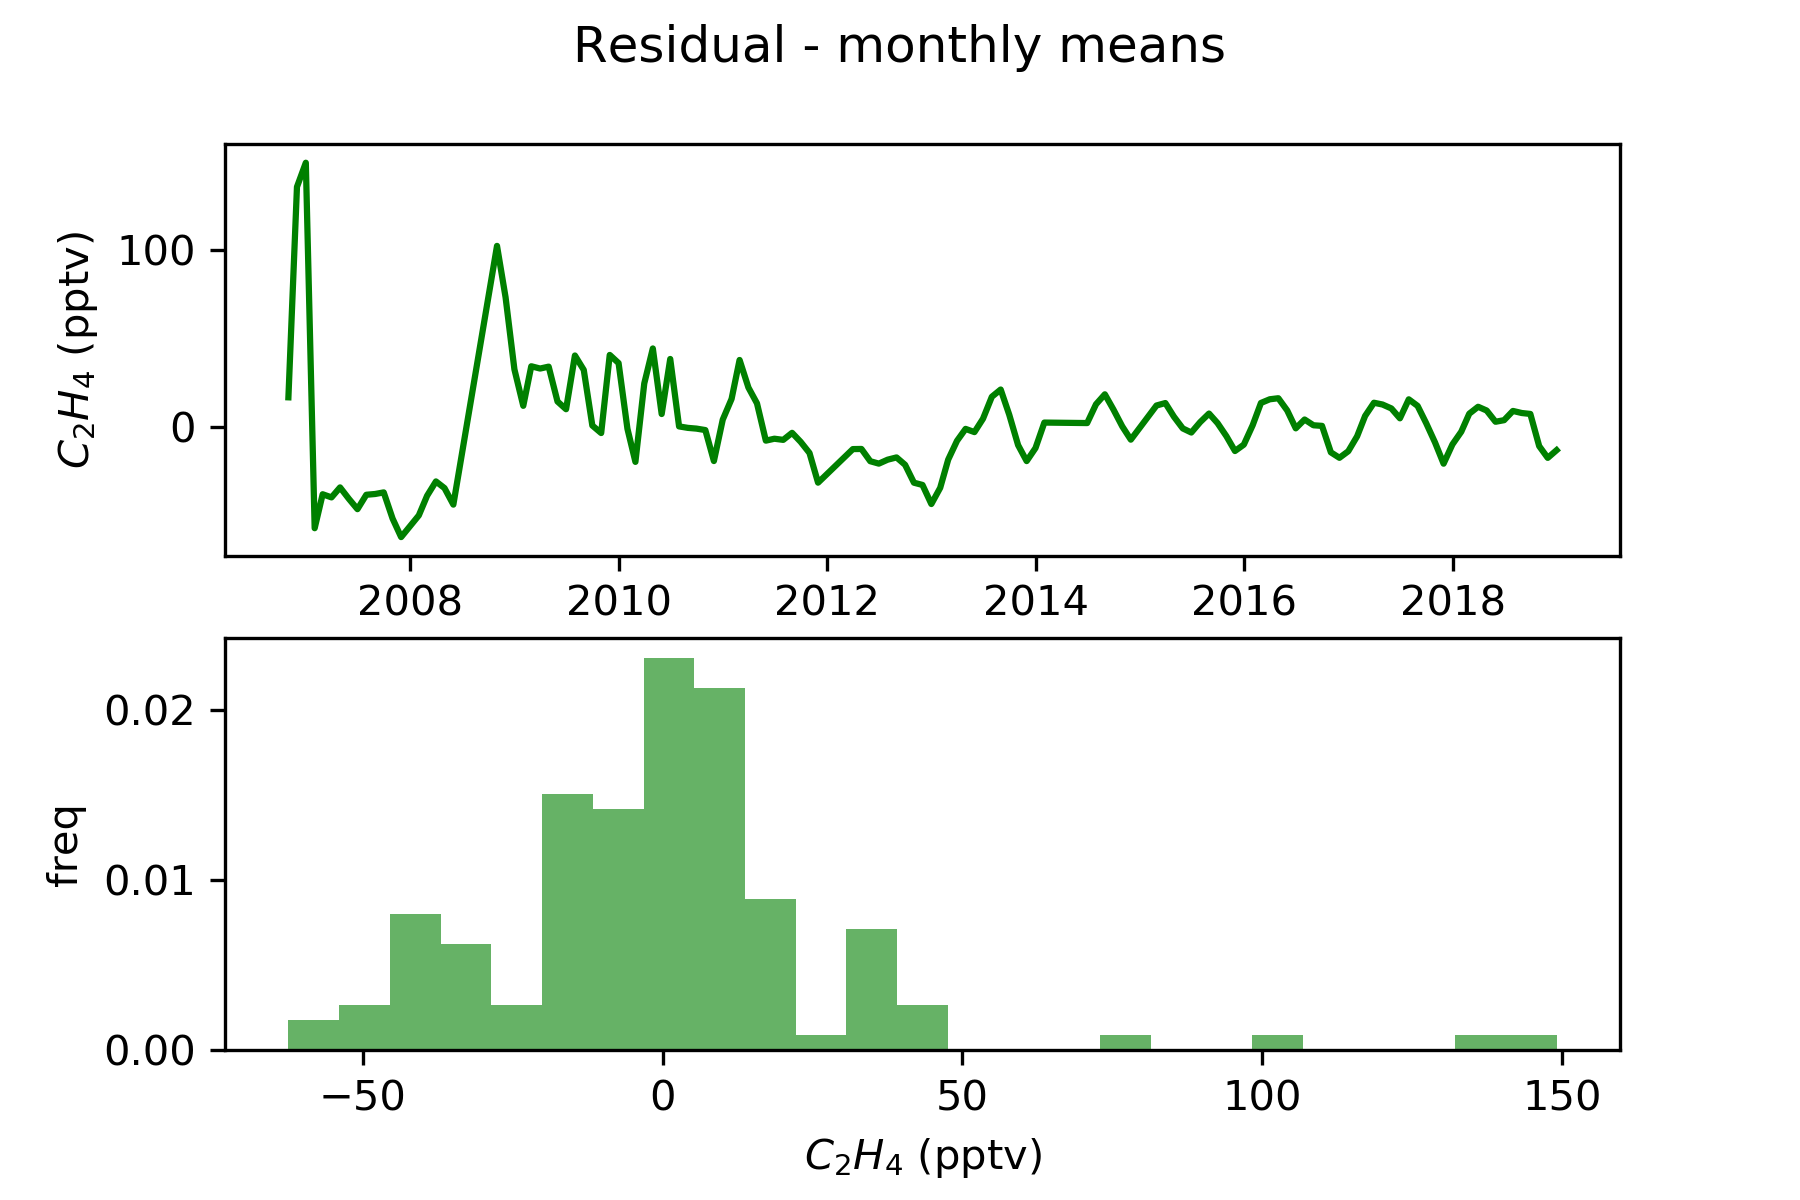 Residual - monthly means
C₂H₄ (pptv)
100
0
2008 2010 2012 2014 2016 2018
freq
0.02
0.01
0.00
−50 0 50 100 150
C₂H₄ (pptv)